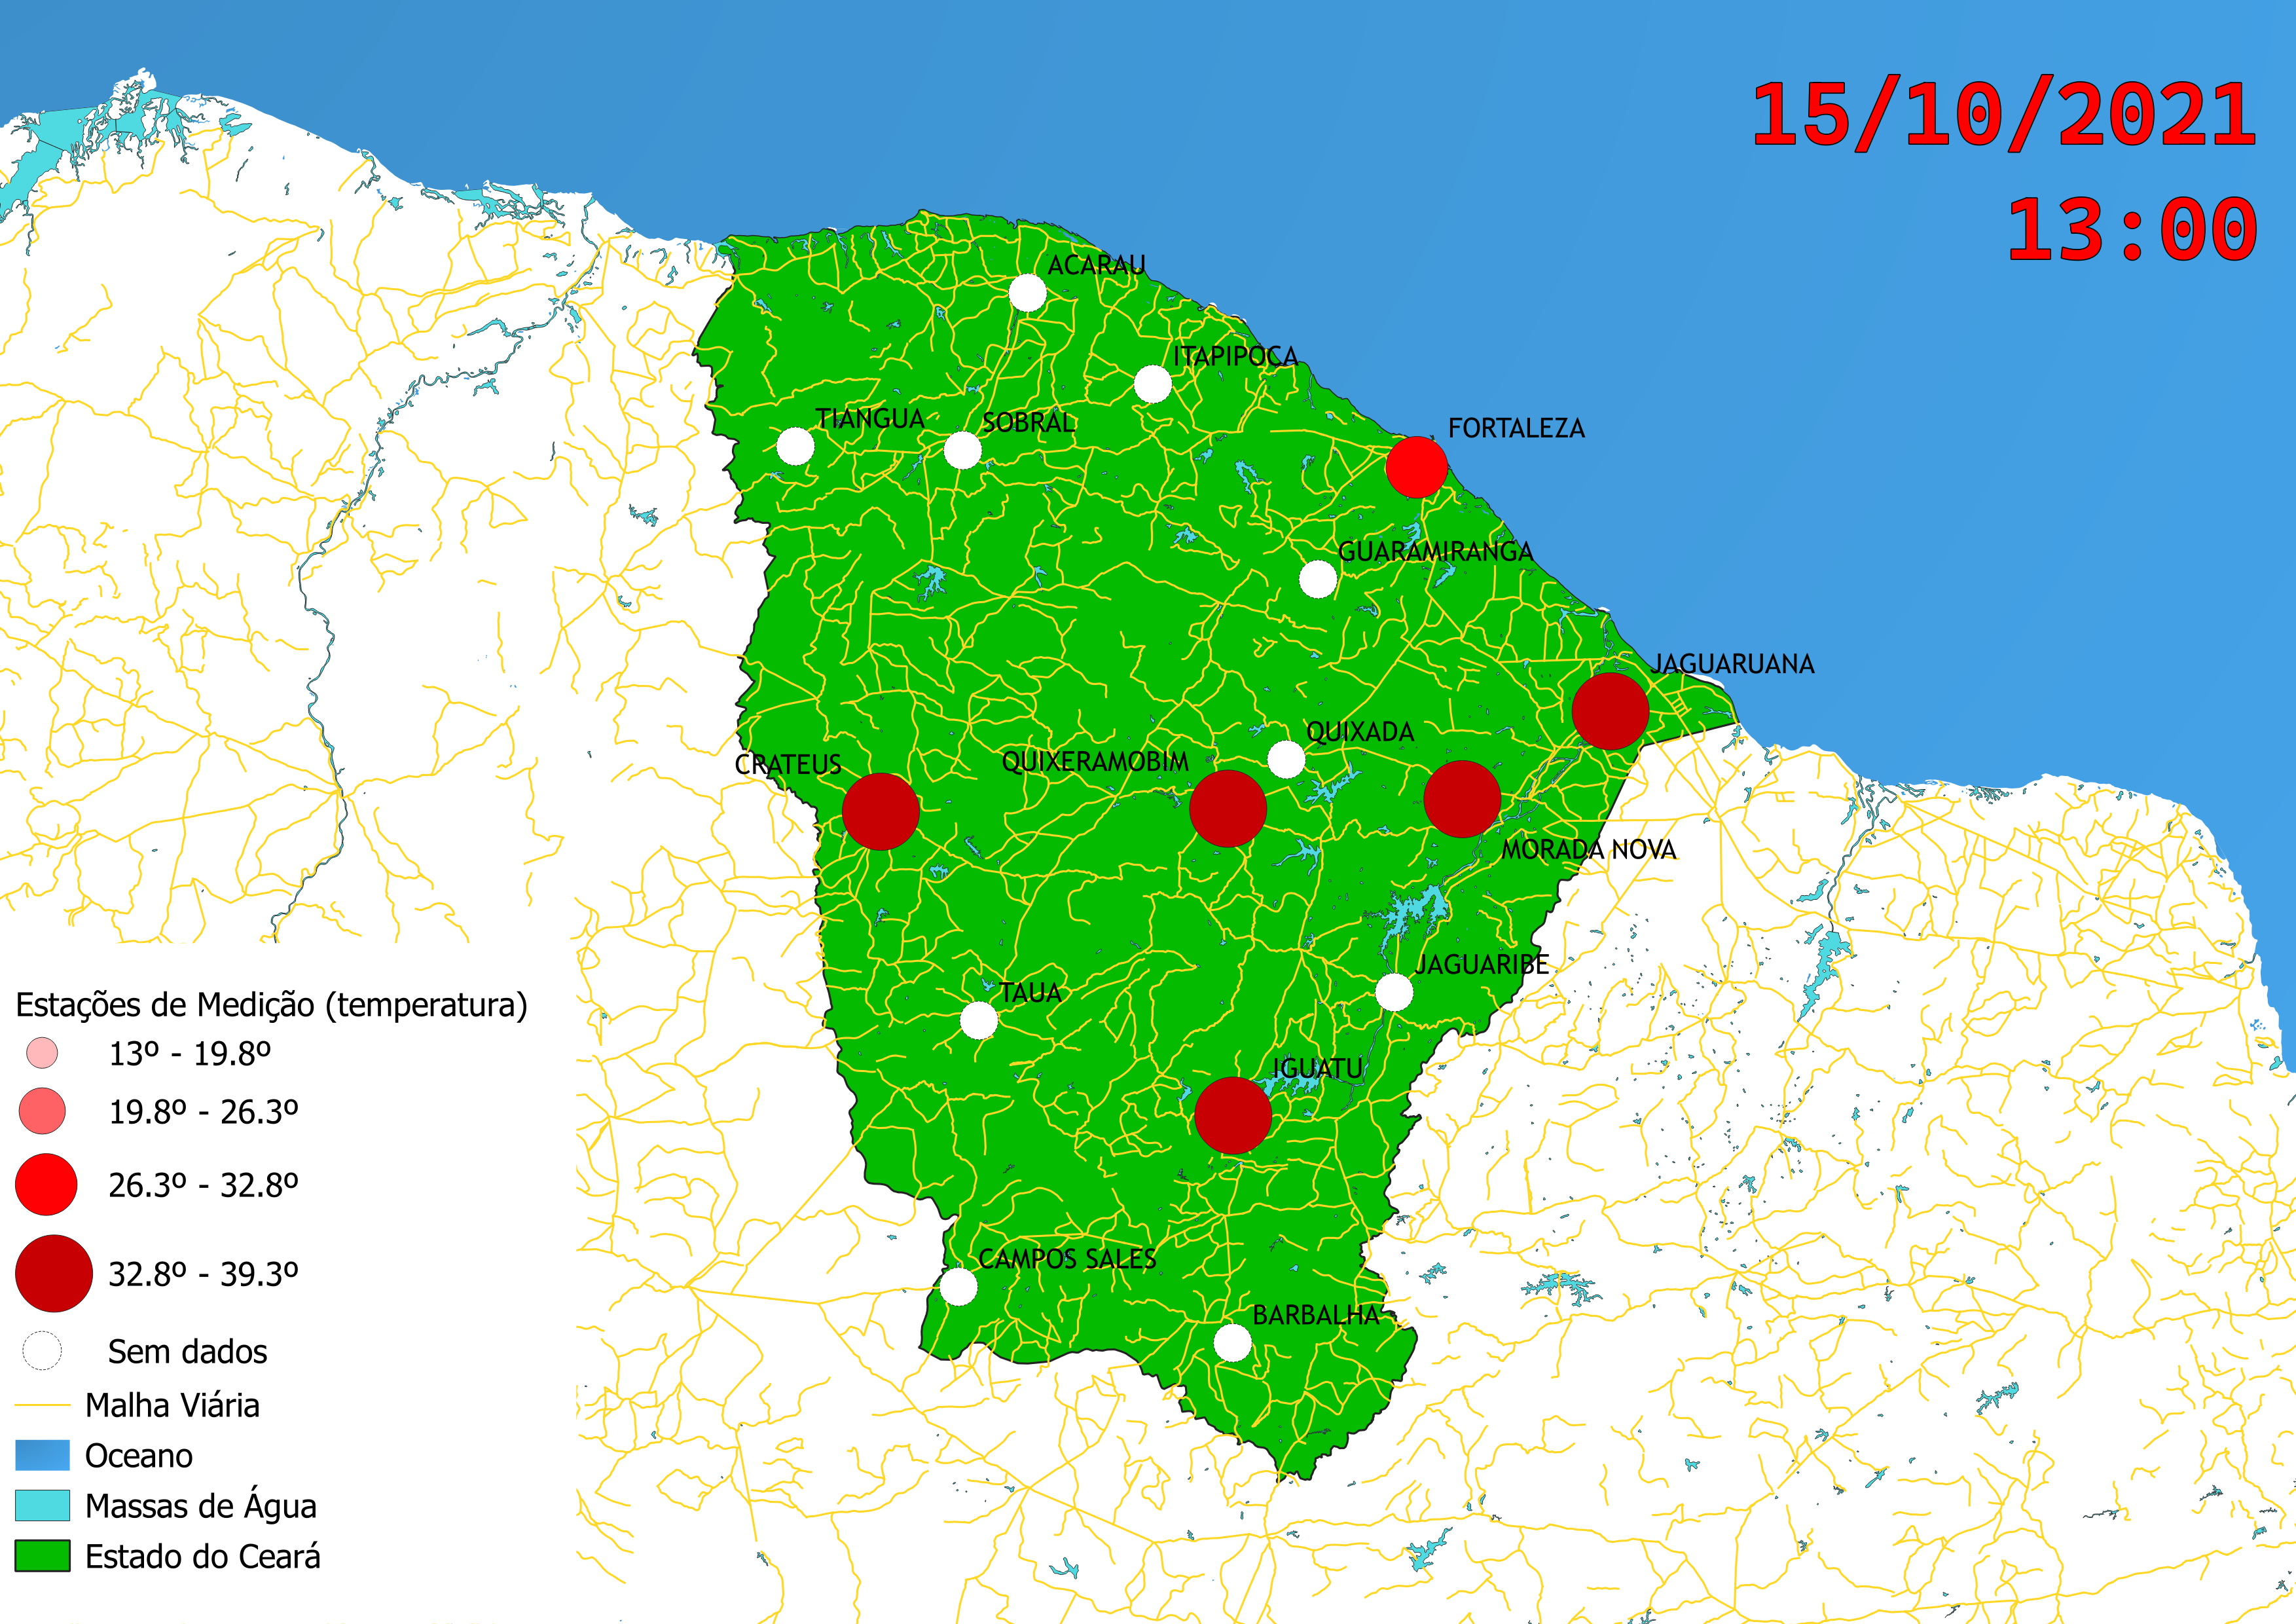 15/10/2021
13:00
ACARAU
ITAPIPOCA
TIANGUA
SOBRAL
FORTALEZA
GUARAMIRANGA
JAGUARUANA
QUIXADA
CRATEUS
QUIXERAMOBIM
MORADA NOVA
JAGUARIBE
TAUA
IGUATU
CAMPOS SALES
BARBALHA
Estações de Medição (temperatura)
13º - 19.8º
19.8º - 26.3º
26.3º - 32.8º
32.8º - 39.3º
Sem dados
Malha Viária
Oceano
Massas de Água
Estado do Ceará